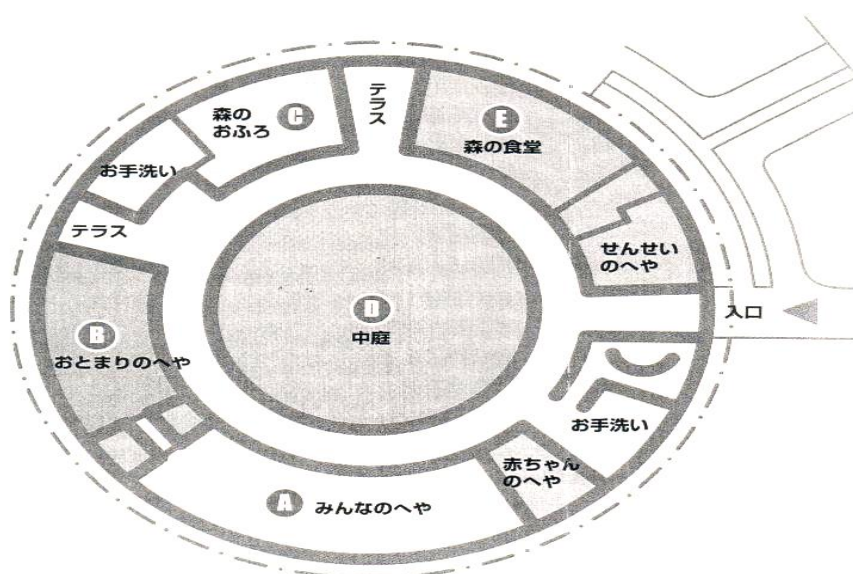 テラス
森の
おふろ
C
E
森の食堂
お手洗い
テラス
せんせい
のへや
D
中庭
入口
B
おとまりのへや
お手洗い
赤ちゃん
のへや
A
みんなのへや